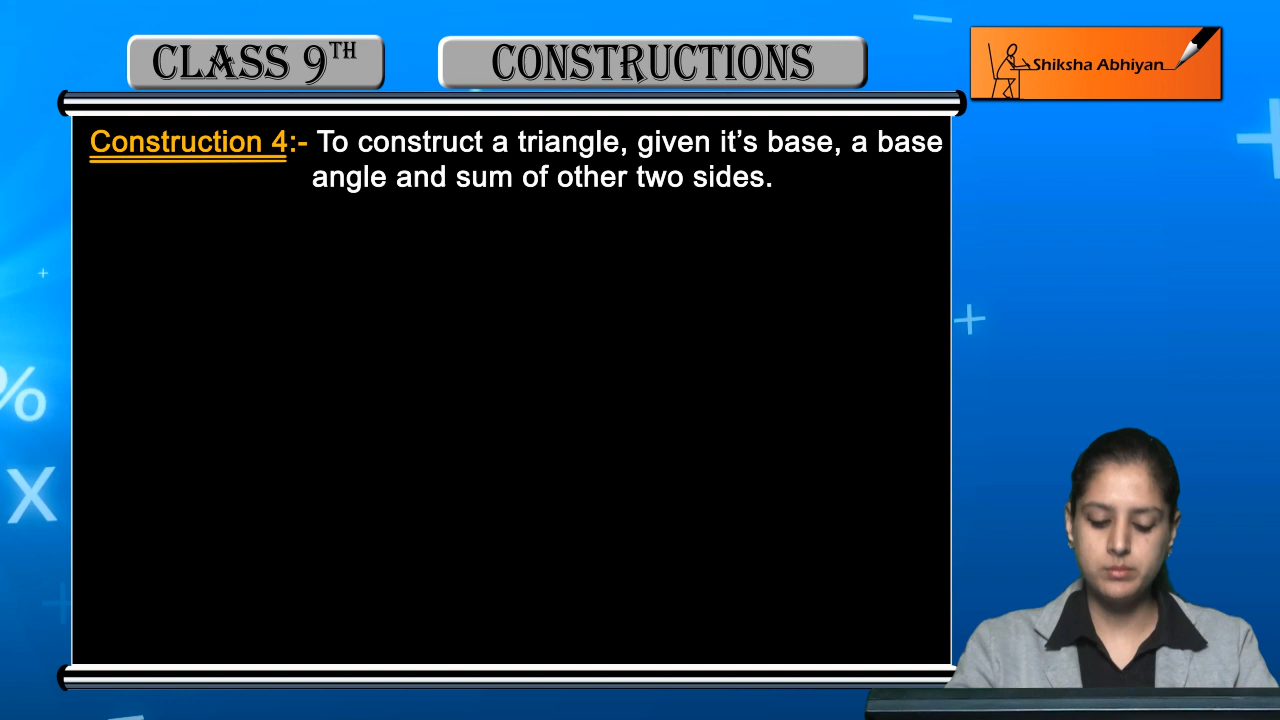 CLASS 9TH
CONSTRUCTIONS
Shiksha Abhiyan
Construction 4:- To construct a triangle, given it’s base, a base
angle and sum of other two sides.
%
X